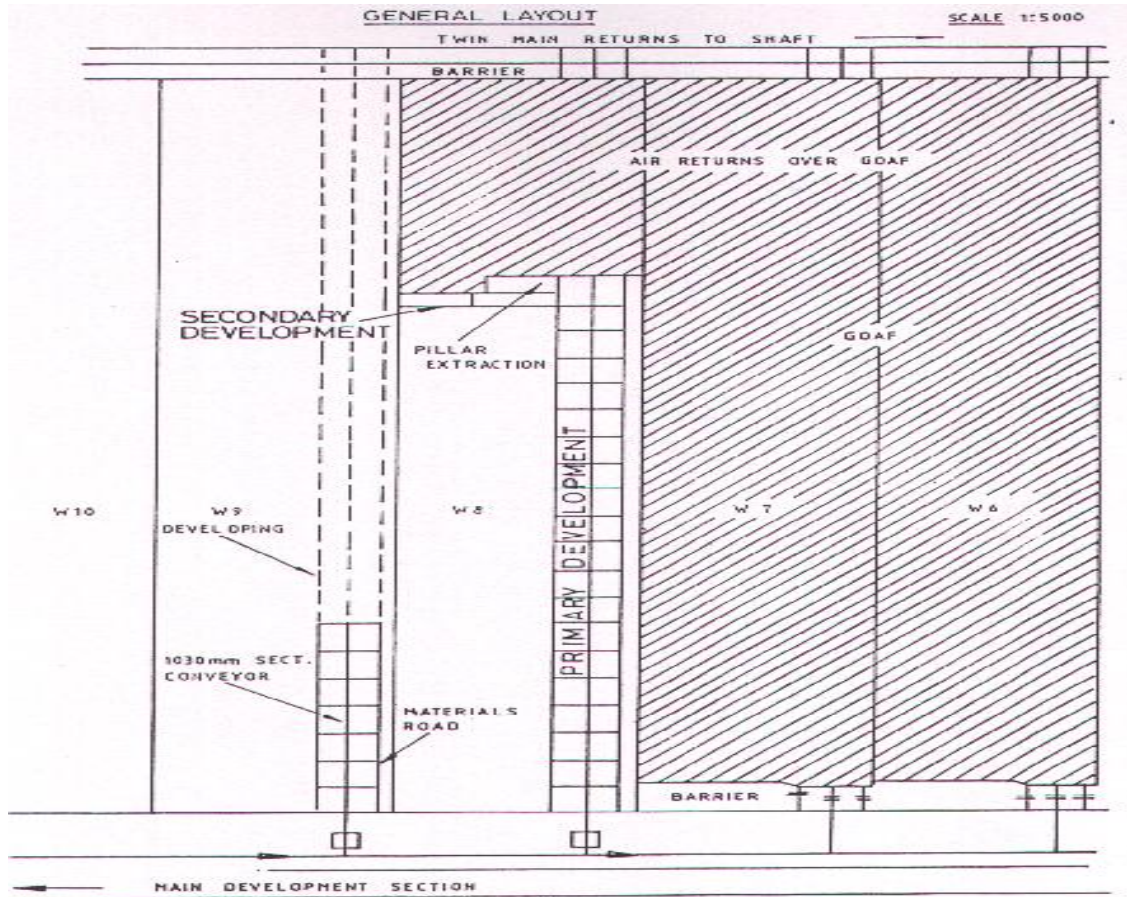 GENERAL LAYOUT
SCALE 1:5000
TWIN MAIN RETURNS TO SHAFT
BARRIER
AIR RETURNS OVER GOAF
SECONDARY
DEVELOPMENT
PILLAR
EXTRACTION
GOAF
PRIMARY DEVELOPMENT
W10
W9
DEVELOPING
W8
W7
W6
1030mm SECT.
CONVEYOR
MATERIALS
ROAD
BARRIER
MAIN DEVELOPMENT SECTION